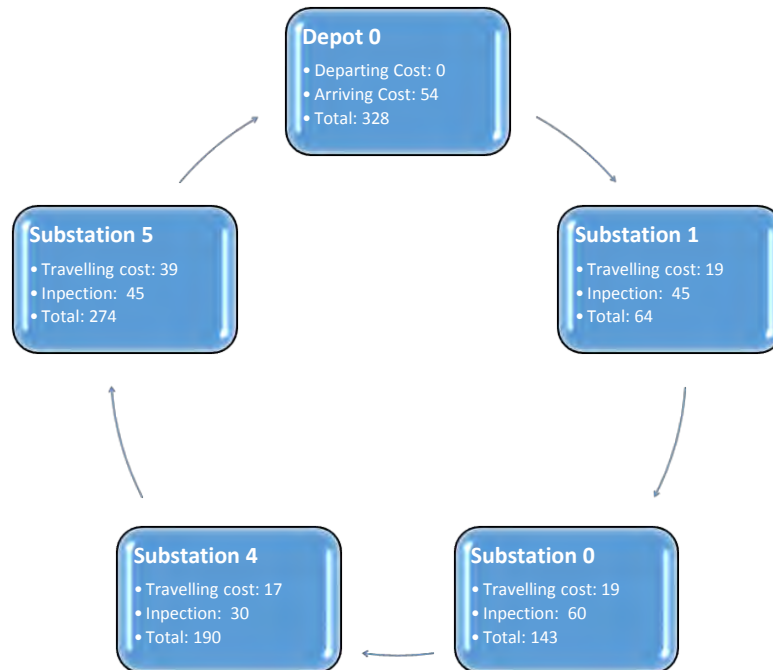 Depot 0
• Departing Cost: 0
• Arriving Cost: 54
• Total: 328
Substation 1
• Travelling cost: 19
• Inpection: 45
• Total: 64
Substation 0
• Travelling cost: 19
• Inpection: 60
• Total: 143
Substation 4
• Travelling cost: 17
• Inpection: 30
• Total: 190
Substation 5
• Travelling cost: 39
• Inpection: 45
• Total: 274